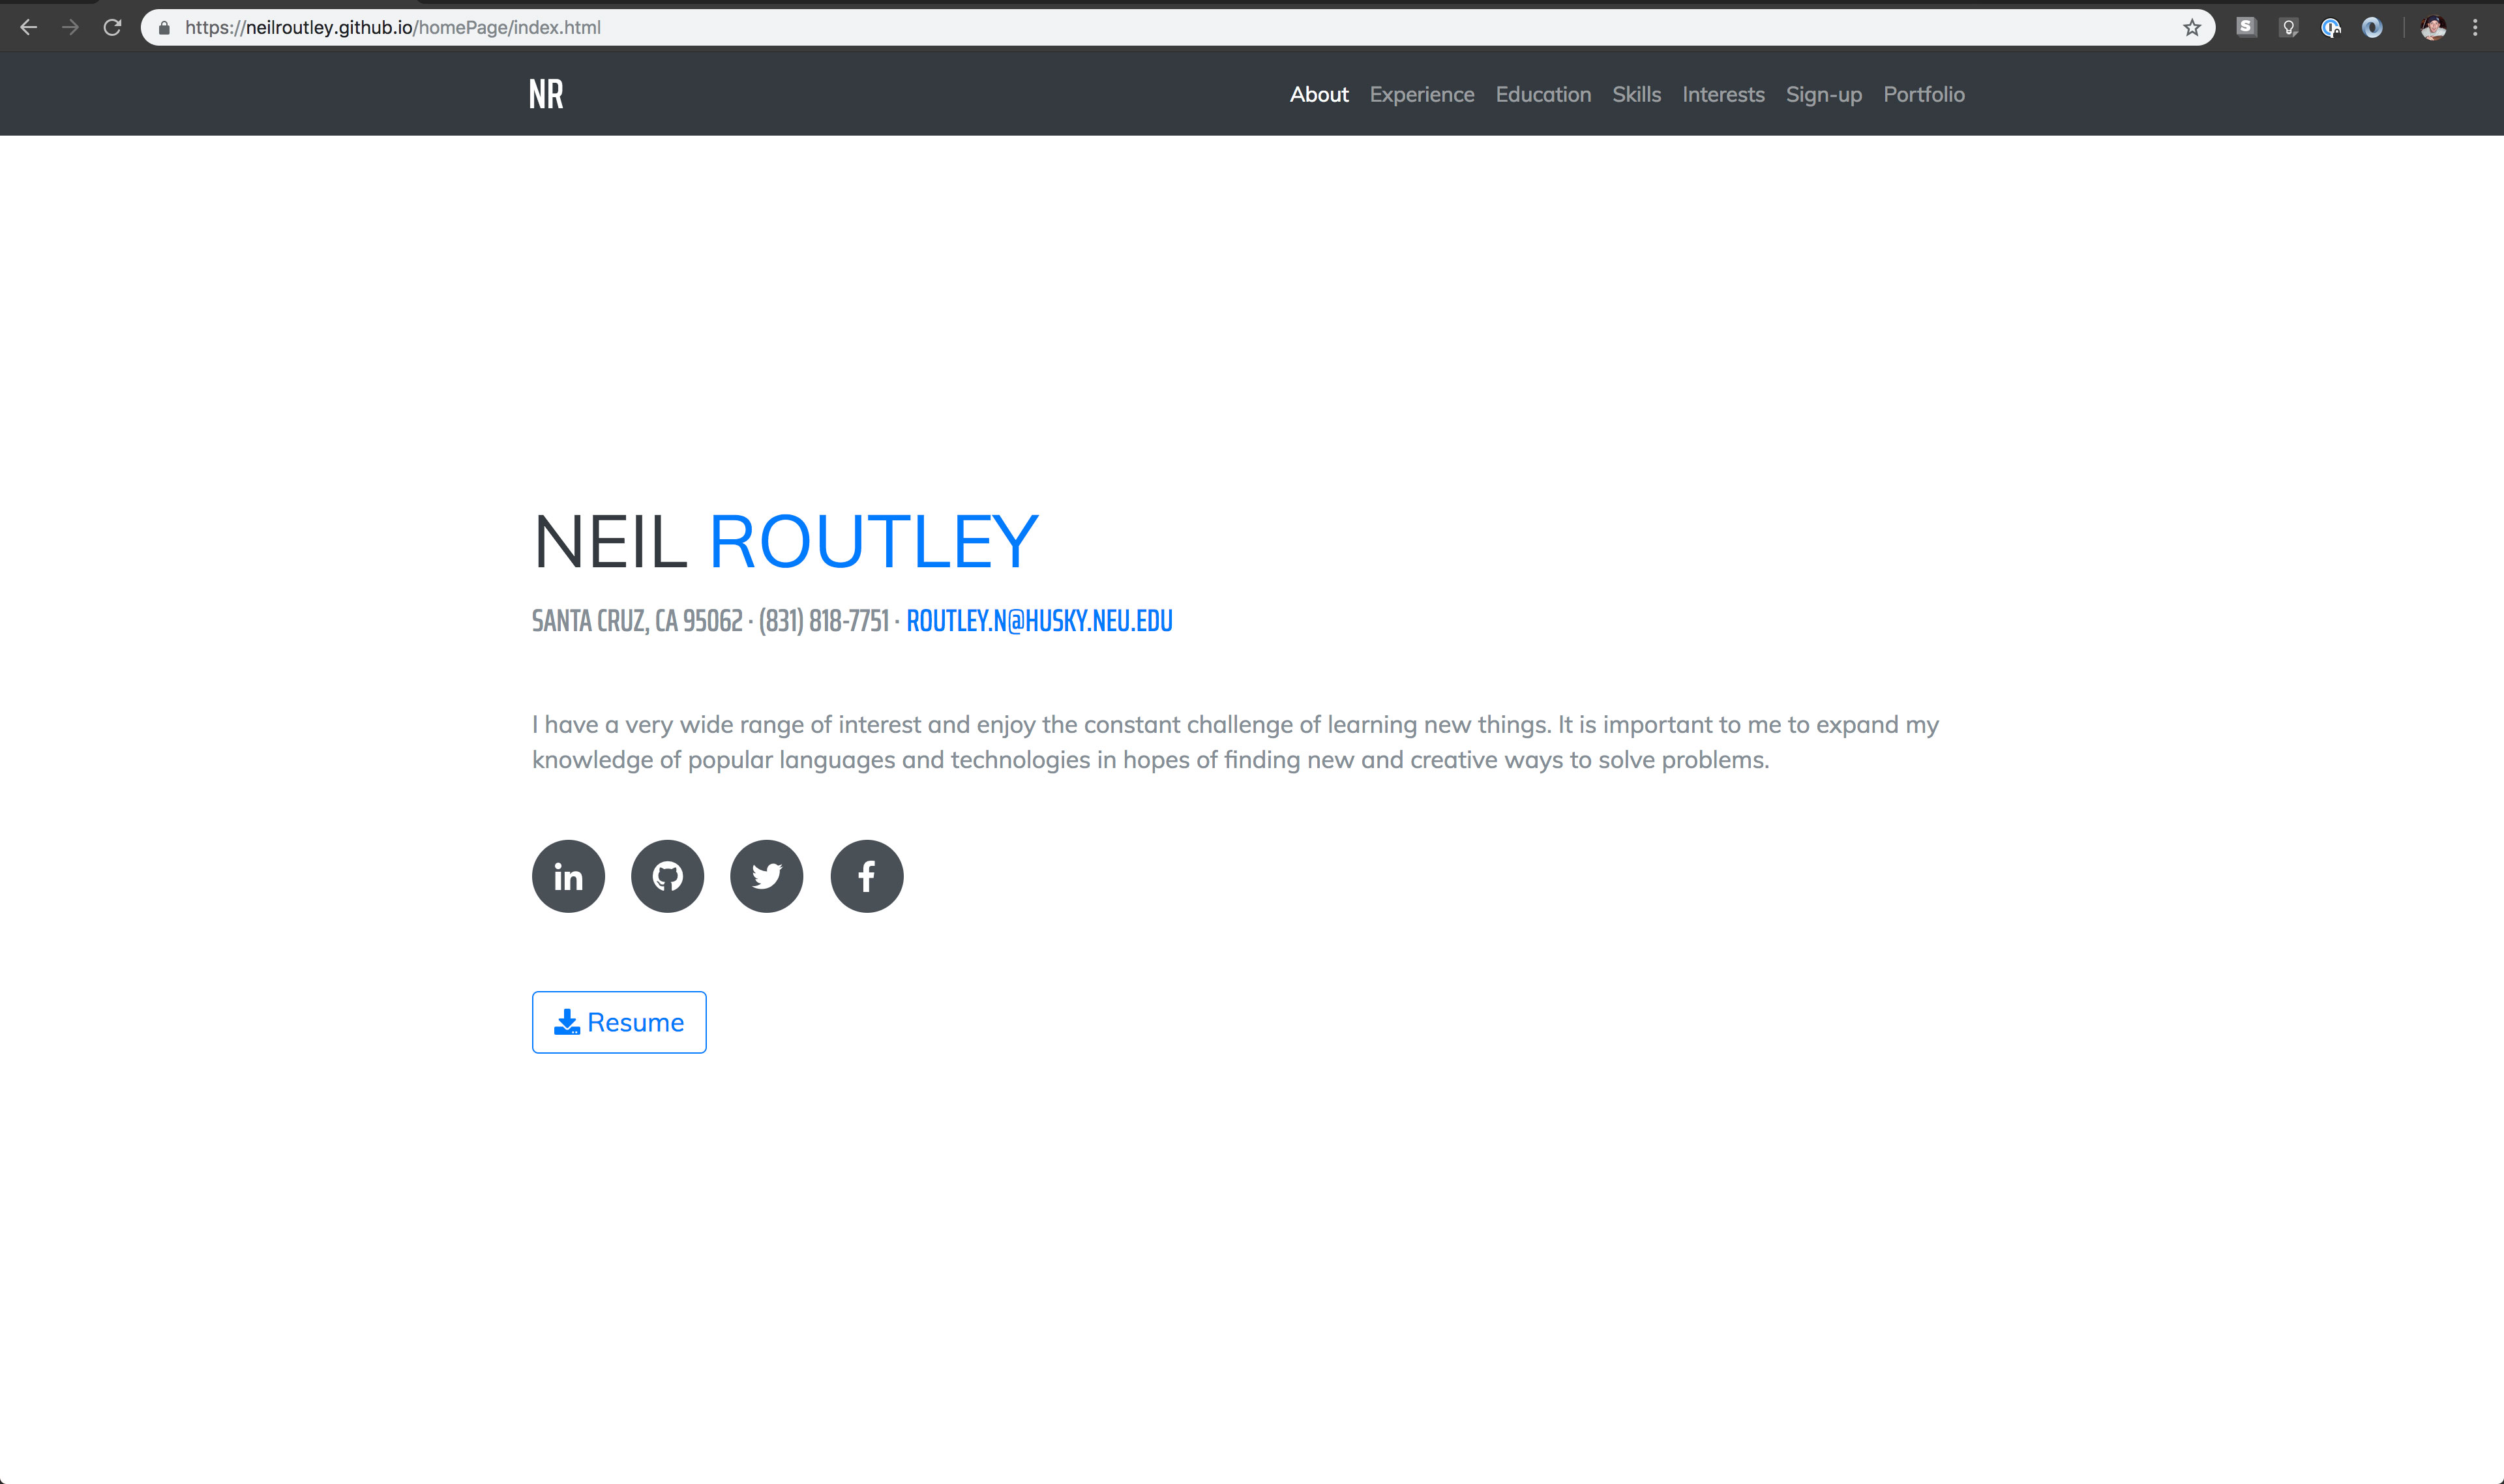 https://neilroutley.github.io/homePage/index.html
S
NR
About Experience Education Skills Interests Sign-up Portfolio
NEIL ROUTLEY
SANTA CRUZ, CA 95062 · (831) 818-7751 · ROUTLEY.N@HUSKY.NEU.EDU
I have a very wide range of interest and enjoy the constant challenge of learning new things. It is important to me to expand my
knowledge of popular languages and technologies in hopes of finding new and creative ways to solve problems.
in
f
Resume